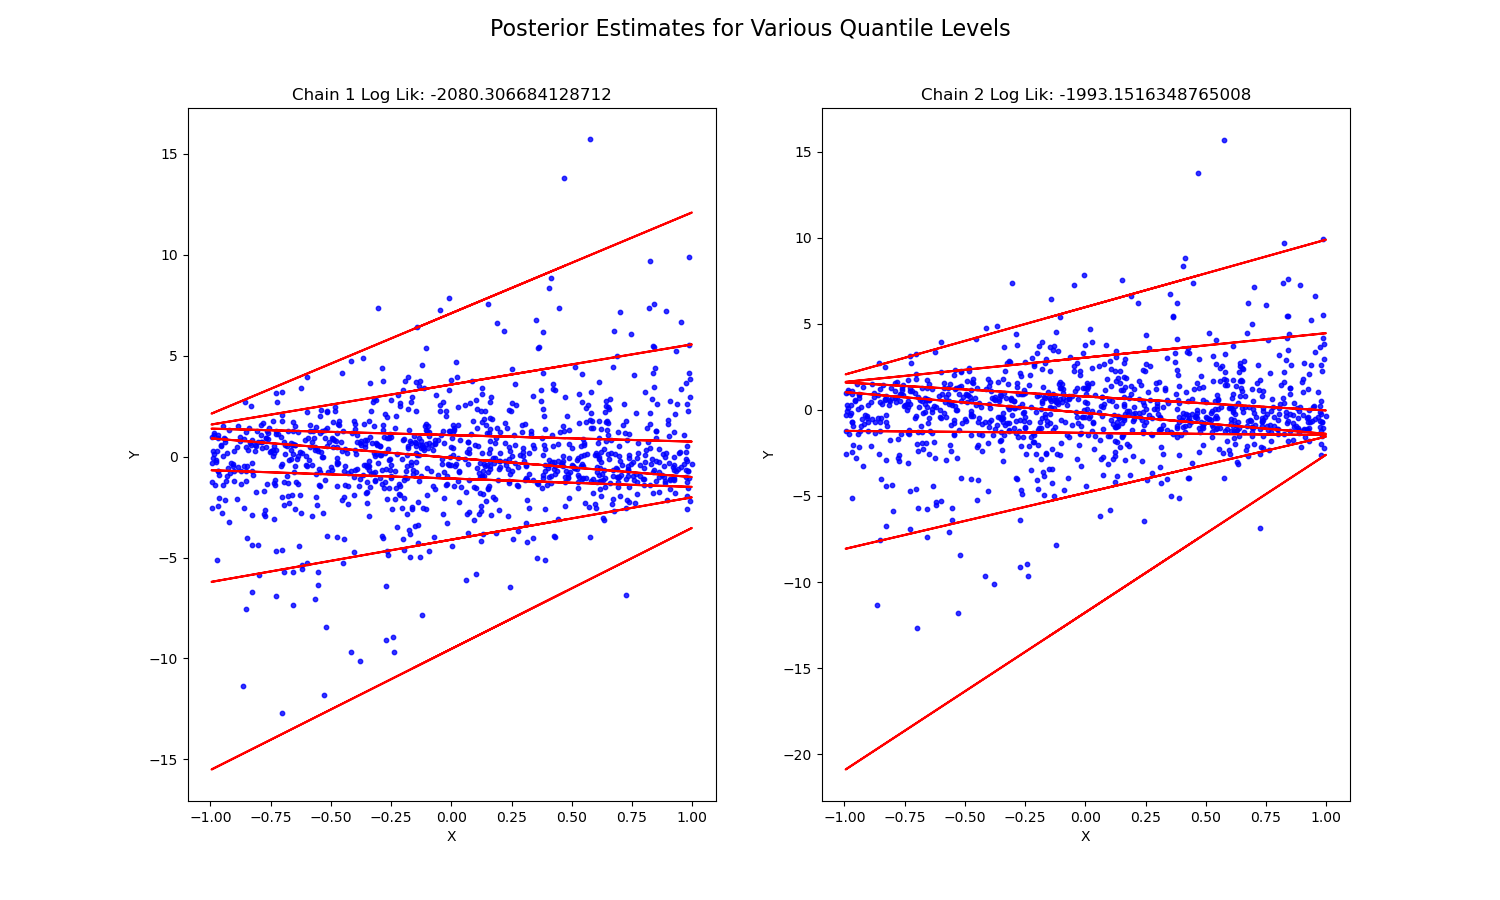 Posterior Estimates for Various Quantile Levels
Chain 1 Log Lik: -2080.306684128712
15
10
5
0
−5
−10
−15
Y
−1.00 −0.75 −0.50 −0.25 0.00 0.25 0.50 0.75 1.00
X
Chain 2 Log Lik: -1993.1516348765008
15
10
5
0
−5
−10
−15
−20
Y
−1.00 −0.75 −0.50 −0.25 0.00 0.25 0.50 0.75 1.00
X